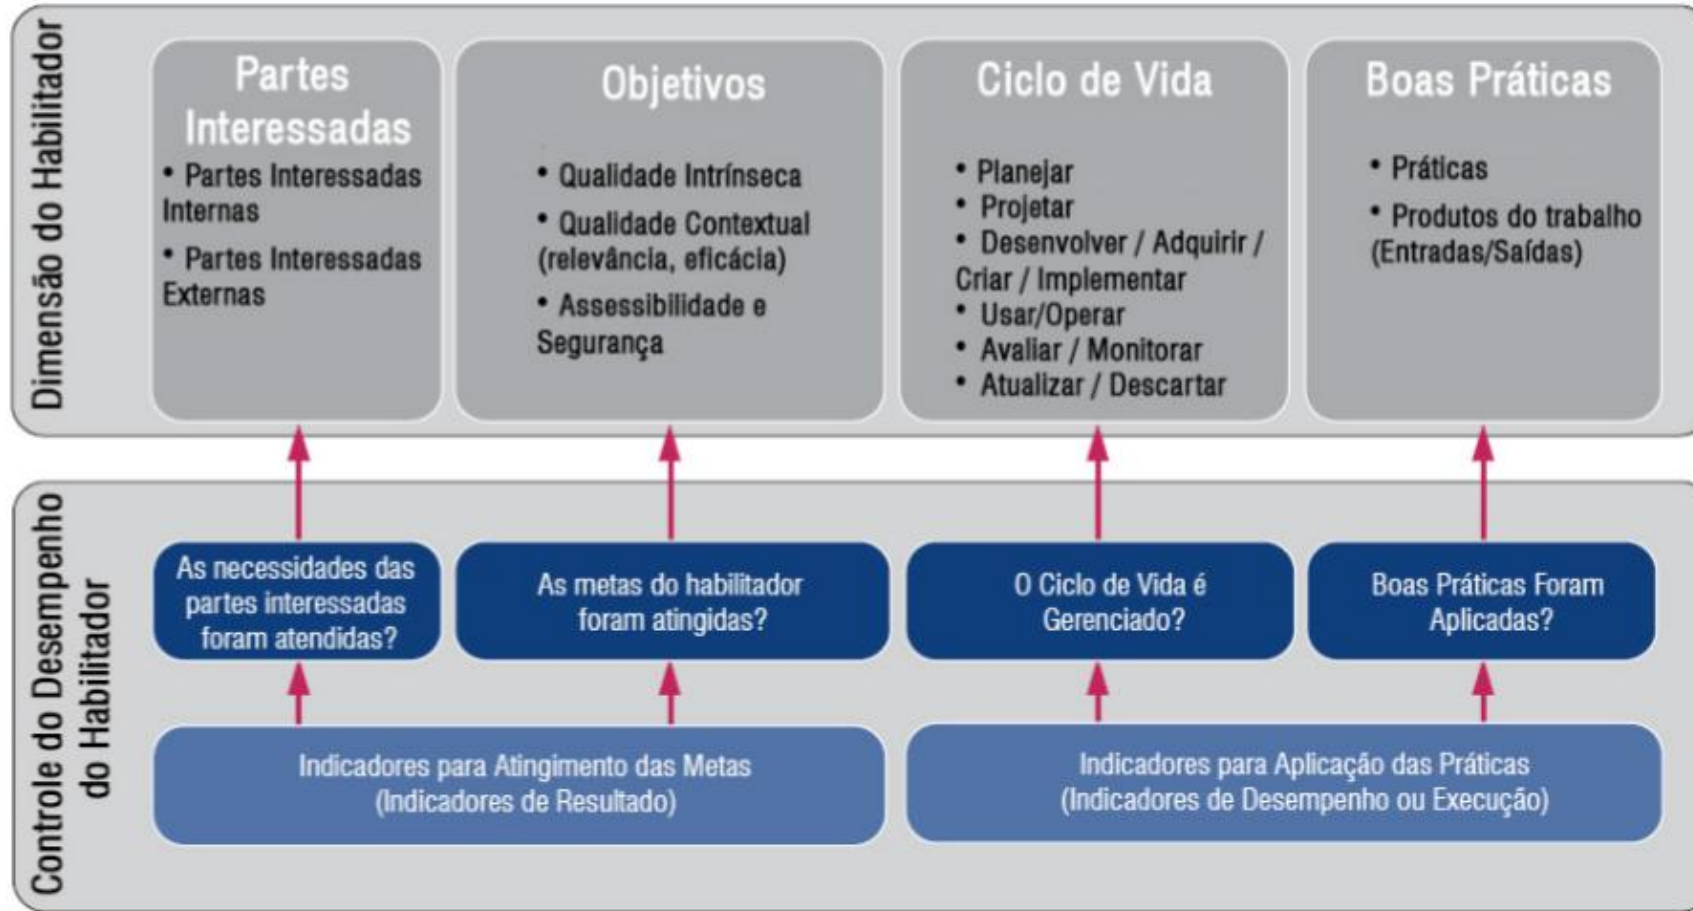 Dimensão do Habilitador
Partes
Interessadas
• Partes Interessadas
Internas
• Partes Interessadas
Externas
Objetivos
• Qualidade Intrínseca
• Qualidade Contextual
(relevância, eficácia)
• Assessibilidade e
Segurança
Ciclo de Vida
• Planejar
• Projetar
• Desenvolver / Adquirir /
Criar / Implementar
• Usar/Operar
• Avaliar / Monitorar
• Atualizar / Descartar
Boas Práticas
• Práticas
• Produtos do trabalho
(Entradas/Saídas)
Controle do Desempenho
do Habilitador
As necessidades das
partes interessadas
foram atendidas?
As metas do habilitador
foram atingidas?
O Ciclo de Vida é
Gerenciado?
Boas Práticas Foram
Aplicadas?
Indicadores para Atingimento das Metas
(Indicadores de Resultado)
Indicadores para Aplicação das Práticas
(Indicadores de Desempenho ou Execução)